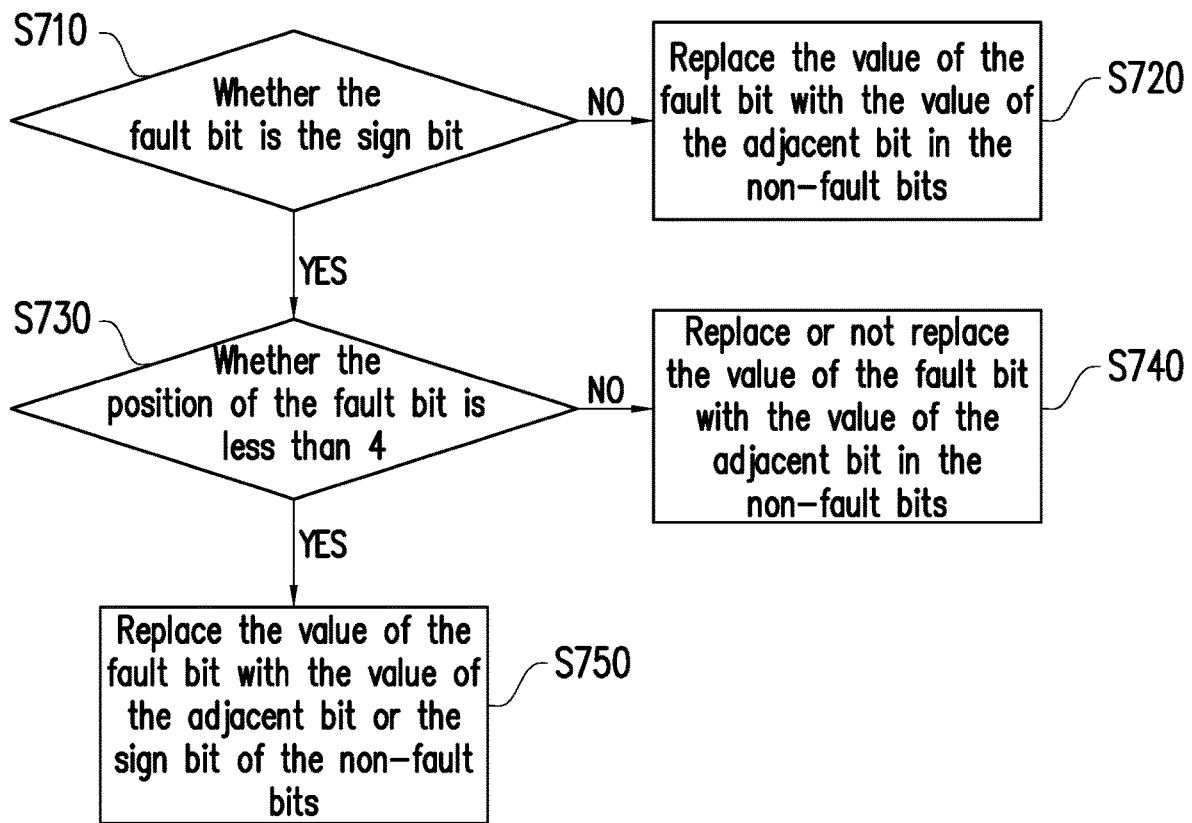 S710
Whether the
fault bit is the sign bit
NO
Replace the value of the
fault bit with the value of
the adjacent bit in the
non-fault bits
S720
YES
S730
Whether the
position of the fault bit is
less than 4
NO
Replace or not replace
the value of the fault bit
with the value of the
adjacent bit in the
non-fault bits
S740
YES
Replace the value of the
fault bit with the value of
the adjacent bit or the
sign bit of the non-fault
bits
S750